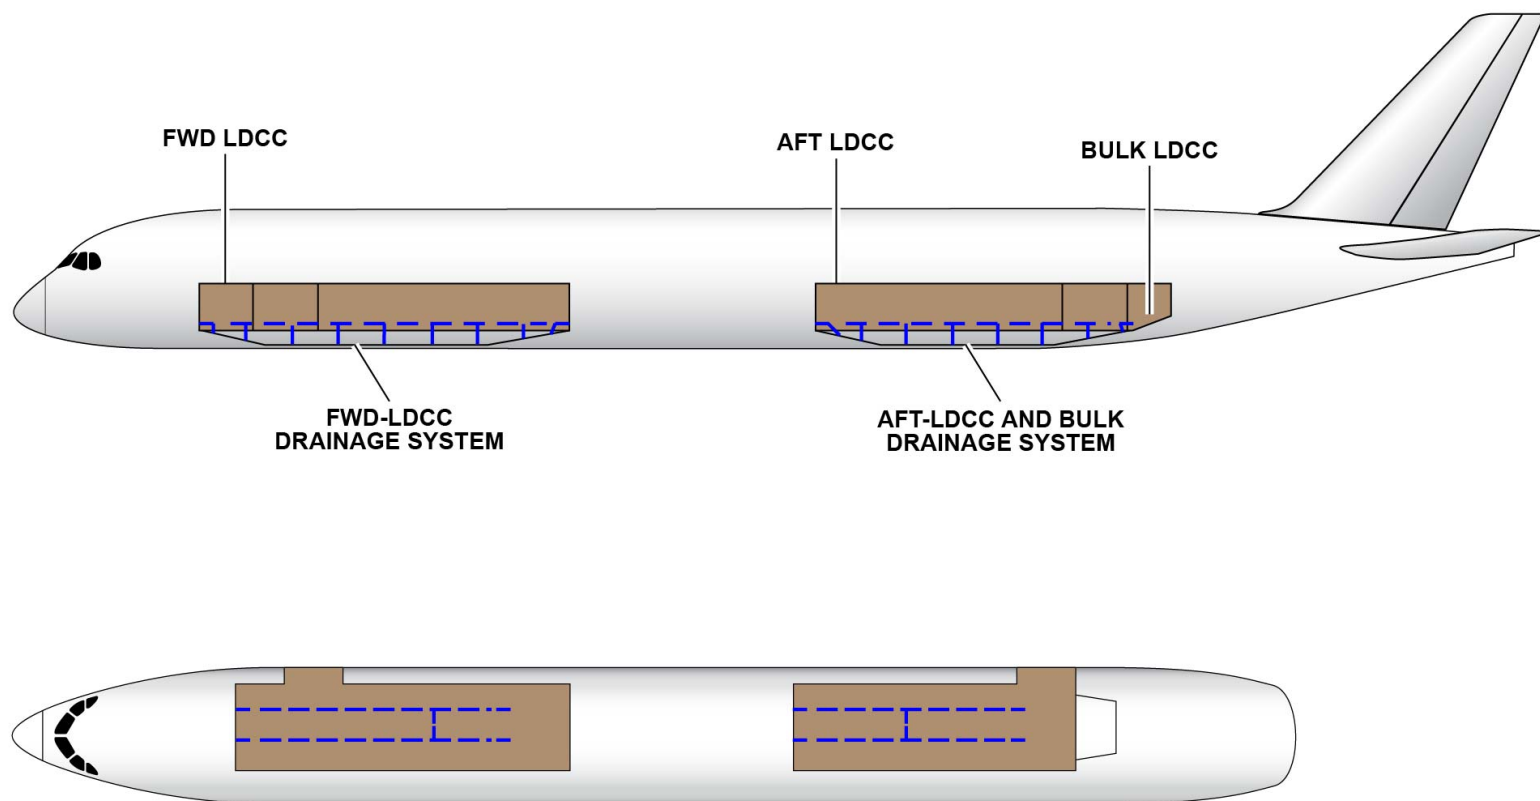 FWD LDCC
AFT LDCC
BULK LDCC
FWD-LDCC
DRAINAGE SYSTEM
AFT-LDCC AND BULK
DRAINAGE SYSTEM